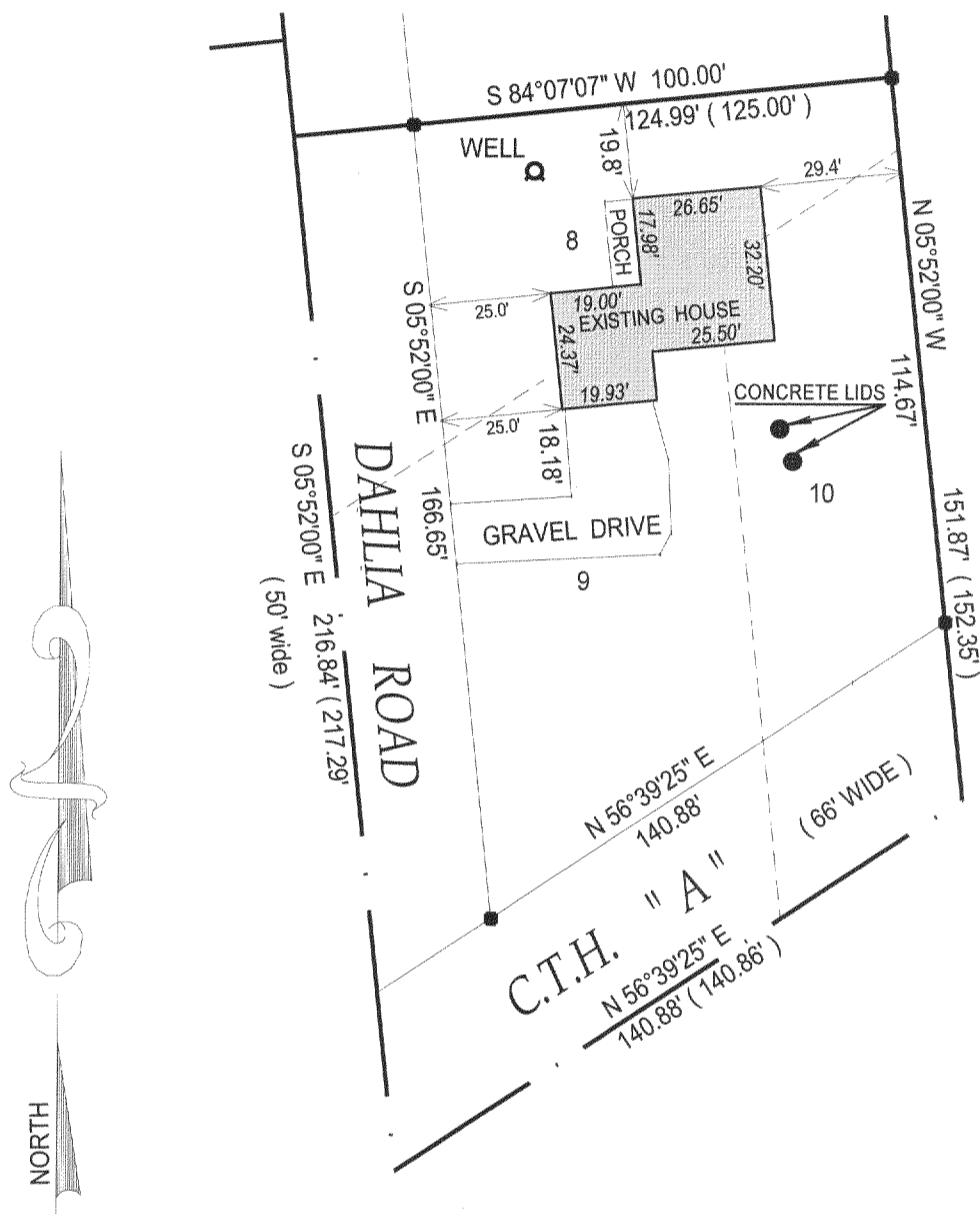 S 84°07'07" W 100.00'
124.99' ( 125.00' )
WELL
19.8'
29.4'
26.65'
PORCH
17.98'
32.20'
8
N 05°52'00" W
S 05°52'00" E
25.0'
19.00'
EXISTING HOUSE
25.50'
24.37'
19.93'
25.0'
18.18'
114.67'
CONCRETE LIDS
10
166.65'
GRAVEL DRIVE
9
151.87' ( 152.35')
DAHLIA ROAD
S 05°52'00" E 216.84' ( 217.29'
( 50' wide )
N 56°39'25" E
140.88'
( 66' WIDE )
C.T.H. "A"
N 56°39'25" E
140.88' ( 140.86' )
NORTH